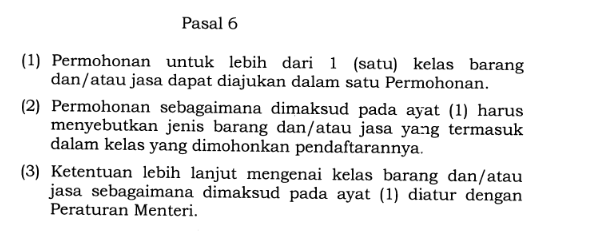 Pasal 6
(1) Permohonan untuk lebih dari 1 (satu) kelas barang
dan/atau jasa dapat diajukan dalam satu Permohonan.
(2) Permohonan sebagaimana dimaksud pada ayat (1) harus
menyebutkan jenis barang dan/atau jasa yang termasuk
dalam kelas yang dimohonkan pendaftarannya.
(3) Ketentuan lebih lanjut mengenai kelas barang dan/atau
jasa sebagaimana dimaksud pada ayat (1) diatur dengan
Peraturan Menteri.